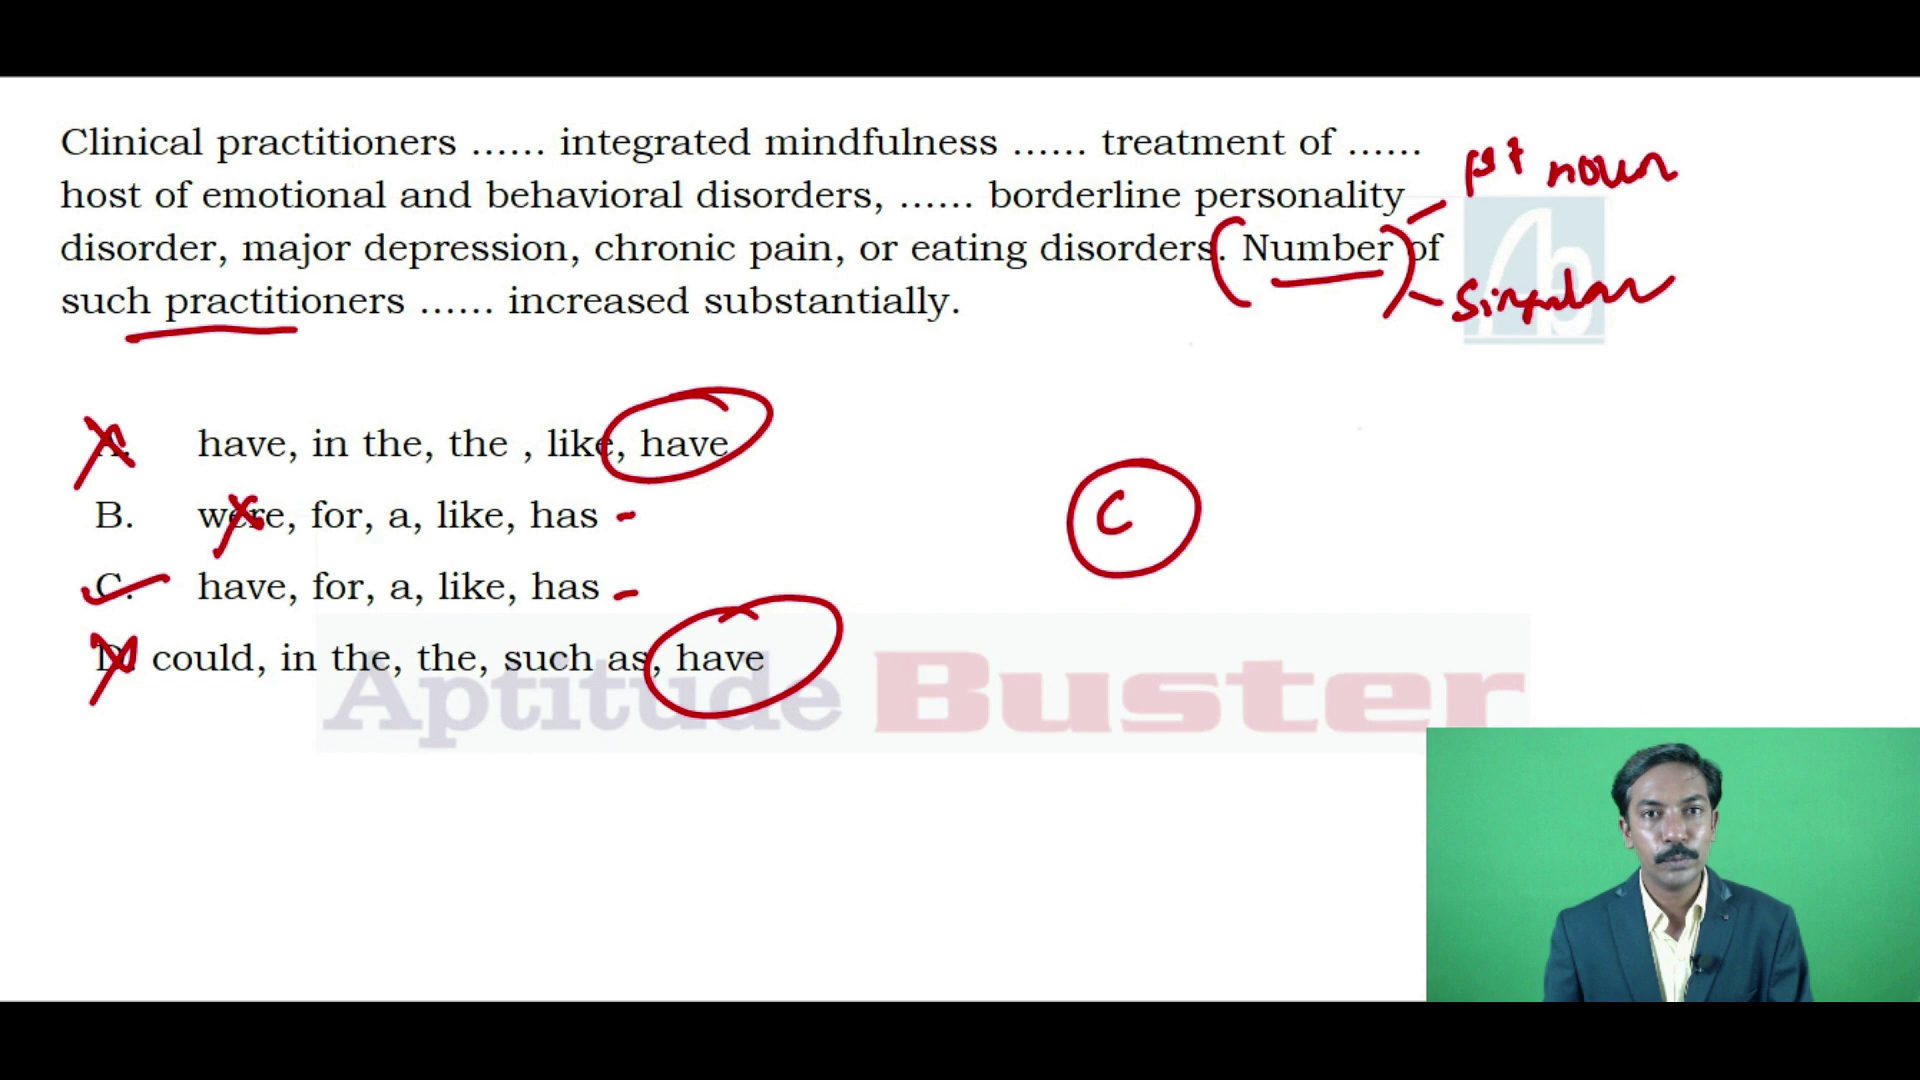 Clinical practitioners ...... integrated mindfulness ...... treatment of ......
host of emotional and behavioral disorders, ...... borderline personality
disorder, major depression, chronic pain, or eating disorders. Number of
such practitioners ...... increased substantially.
1st noun
Singular
Ab
A. have, in the, the , like, have
B. were, for, a, like, has -
C. have, for, a, like, has -
D. could, in the, the, such as, have
C
Aptitude Buster